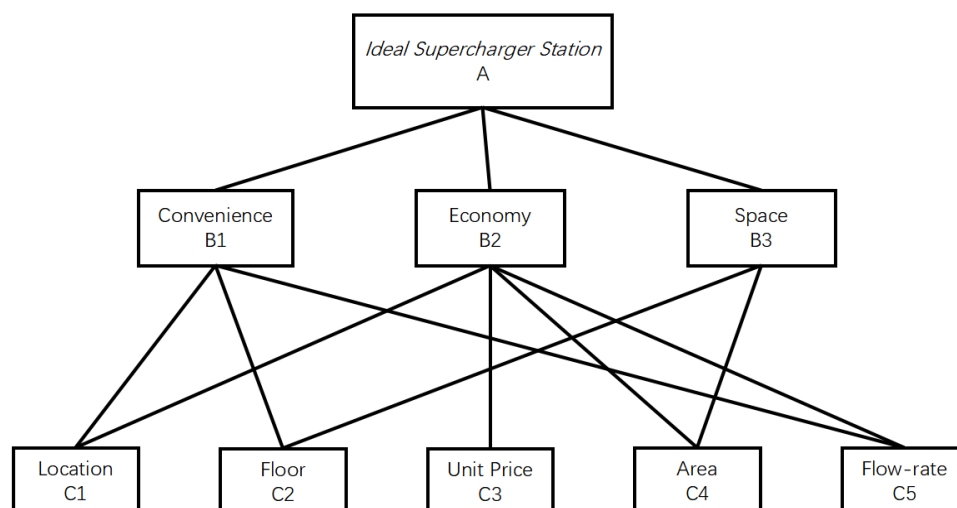 Ideal Supercharger Station
A
Convenience
B1
Economy
B2
Space
B3
Location
C1
Floor
C2
Unit Price
C3
Area
C4
Flow-rate
C5